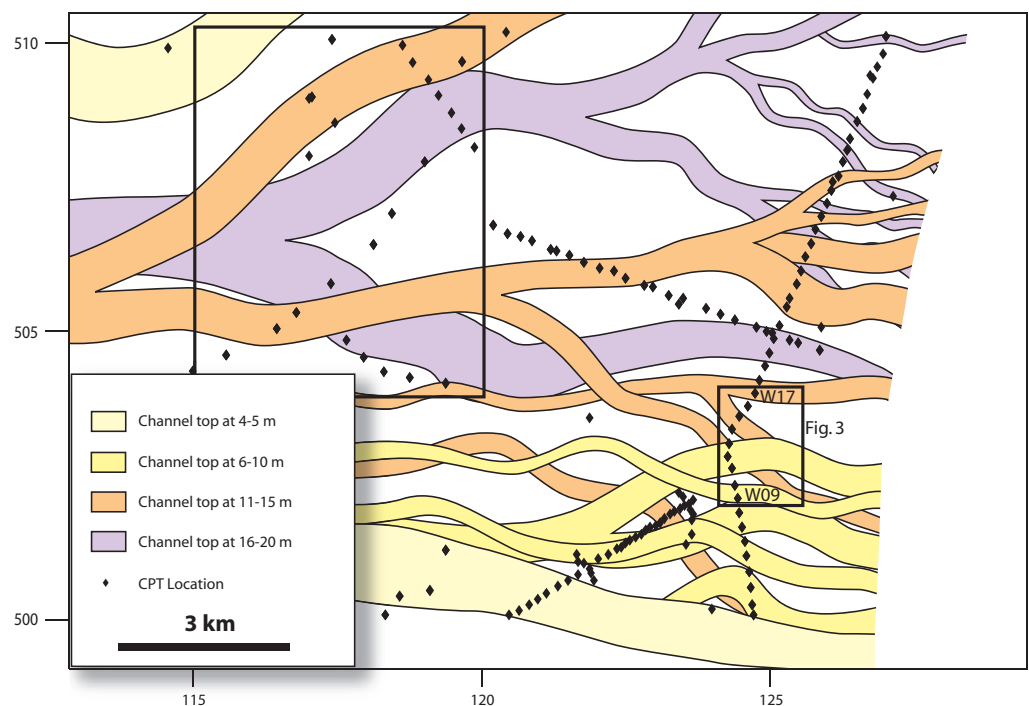 510
505
500
W17
Fig. 3
W09
Channel top at 4-5 m
Channel top at 6-10 m
Channel top at 11-15 m
Channel top at 16-20 m
CPT Location
3 km
115
120
125